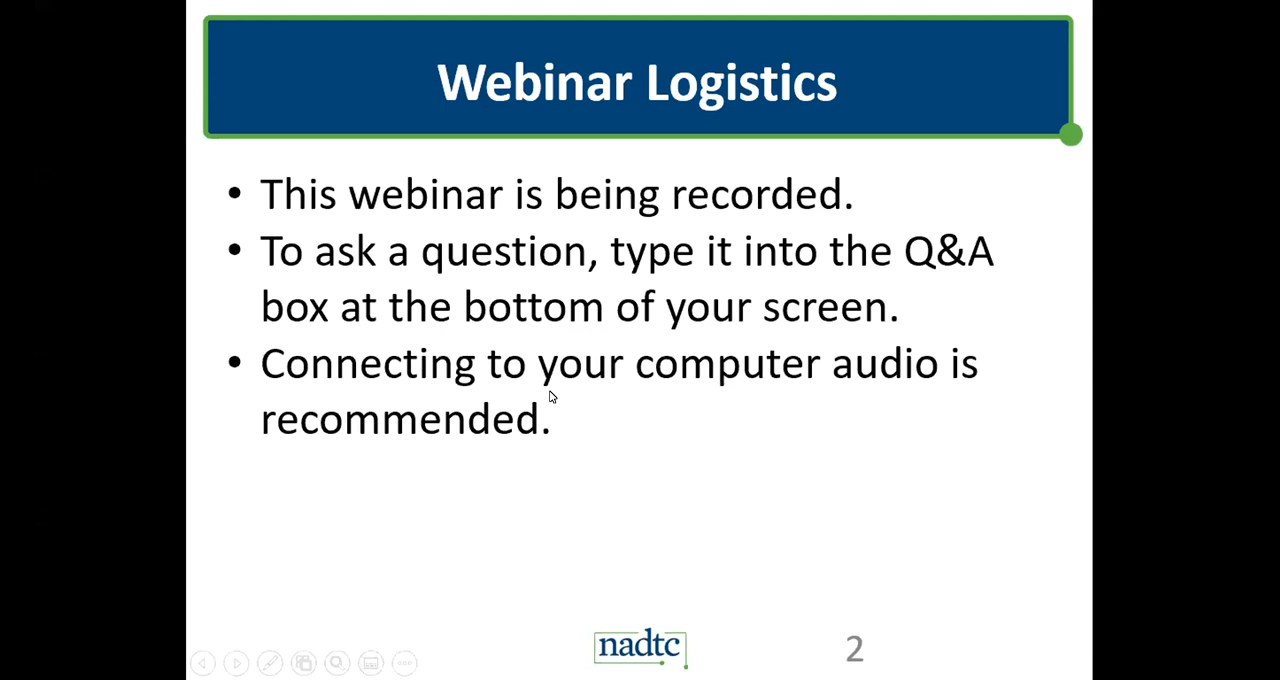 Webinar Logistics
• This webinar is being recorded.
• To ask a question, type it into the Q&A
box at the bottom of your screen.
• Connecting to your computer audio is
recommended.
nadtc
2